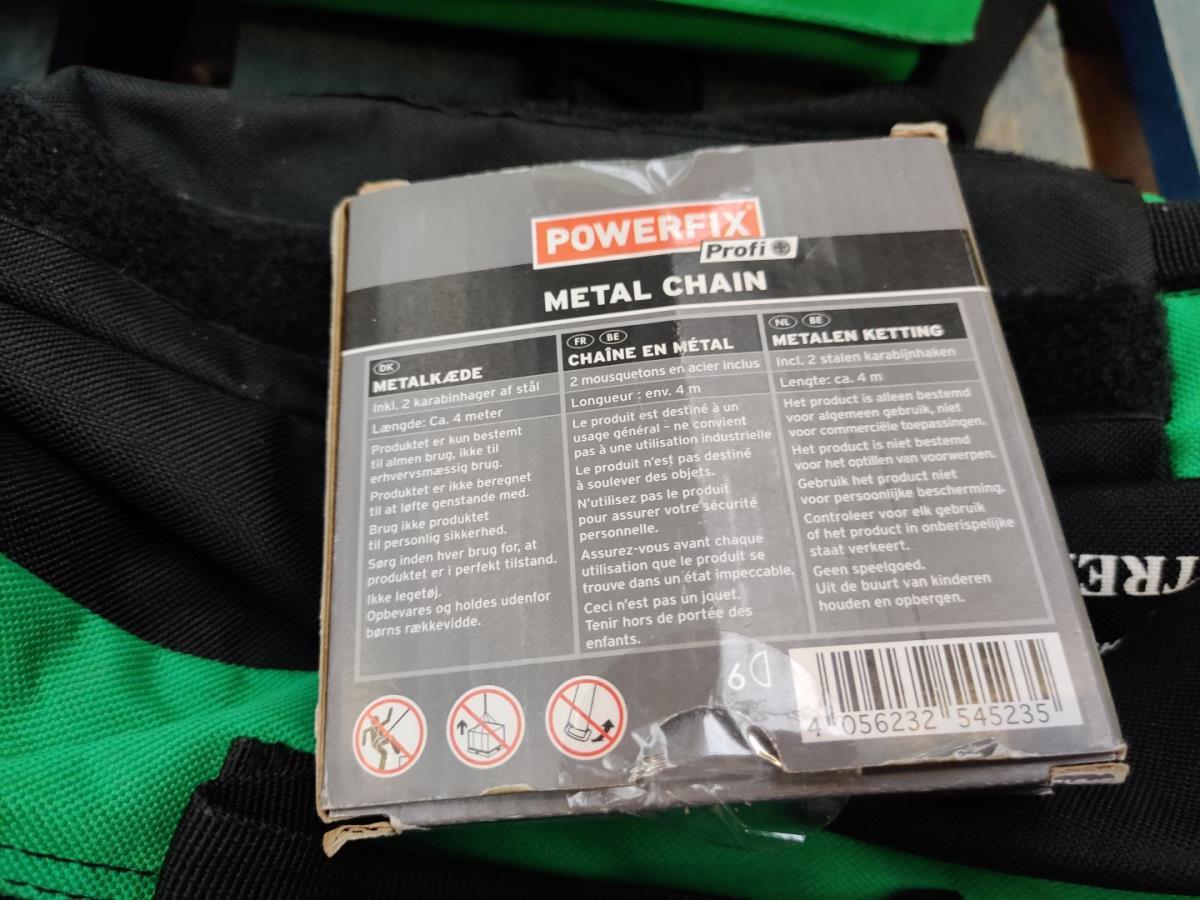 POWERFIX
Profi+
METAL CHAIN
DK
METALKÆDE
Inkl. 2 karabinhager af stål
Længde: Ca. 4 meter
Produktet er kun bestemt
til almen brug, ikke til
erhvervsmæssig brug.
Produktet er ikke beregnet
til at løfte genstande med.
Brug ikke produktet
til personlig sikkerhed.
Sørg inden hver brug for, at
produktet er i perfekt tilstand.
Ikke legetøj.
Opbevares og holdes udenfor
børns rækkevidde.
FR BE
CHAÎNE EN MÉTAL
2 mousquetons en acier inclus
Longueur : env. 4 m
Le produit est destiné à un
usage général – ne convient
pas à une utilisation industrielle
Le produit n'est pas destiné
à soulever des objets.
N'utilisez pas le produit
pour assurer votre sécurité
personnelle.
Assurez-vous avant chaque
utilisation que le produit se
trouve dans un état impeccable.
Ceci n'est pas un jouet.
Tenir hors de portée des
enfants.
NL BE
METALEN KETTING
Incl. 2 stalen karabijnhaken
Lengte: ca. 4 m
Het product is alleen bestemd
voor algemeen gebruik, niet
voor commerciële toepassingen.
Het product is niet bestemd
voor het optillen van voorwerpen.
Gebruik het product niet
voor persoonlijke bescherming.
Controleer voor elk gebruik
of het product in onberispelijke
staat verkeert.
Geen speelgoed.
Uit de buurt van kinderen
houden en opbergen.
4 056232 545235